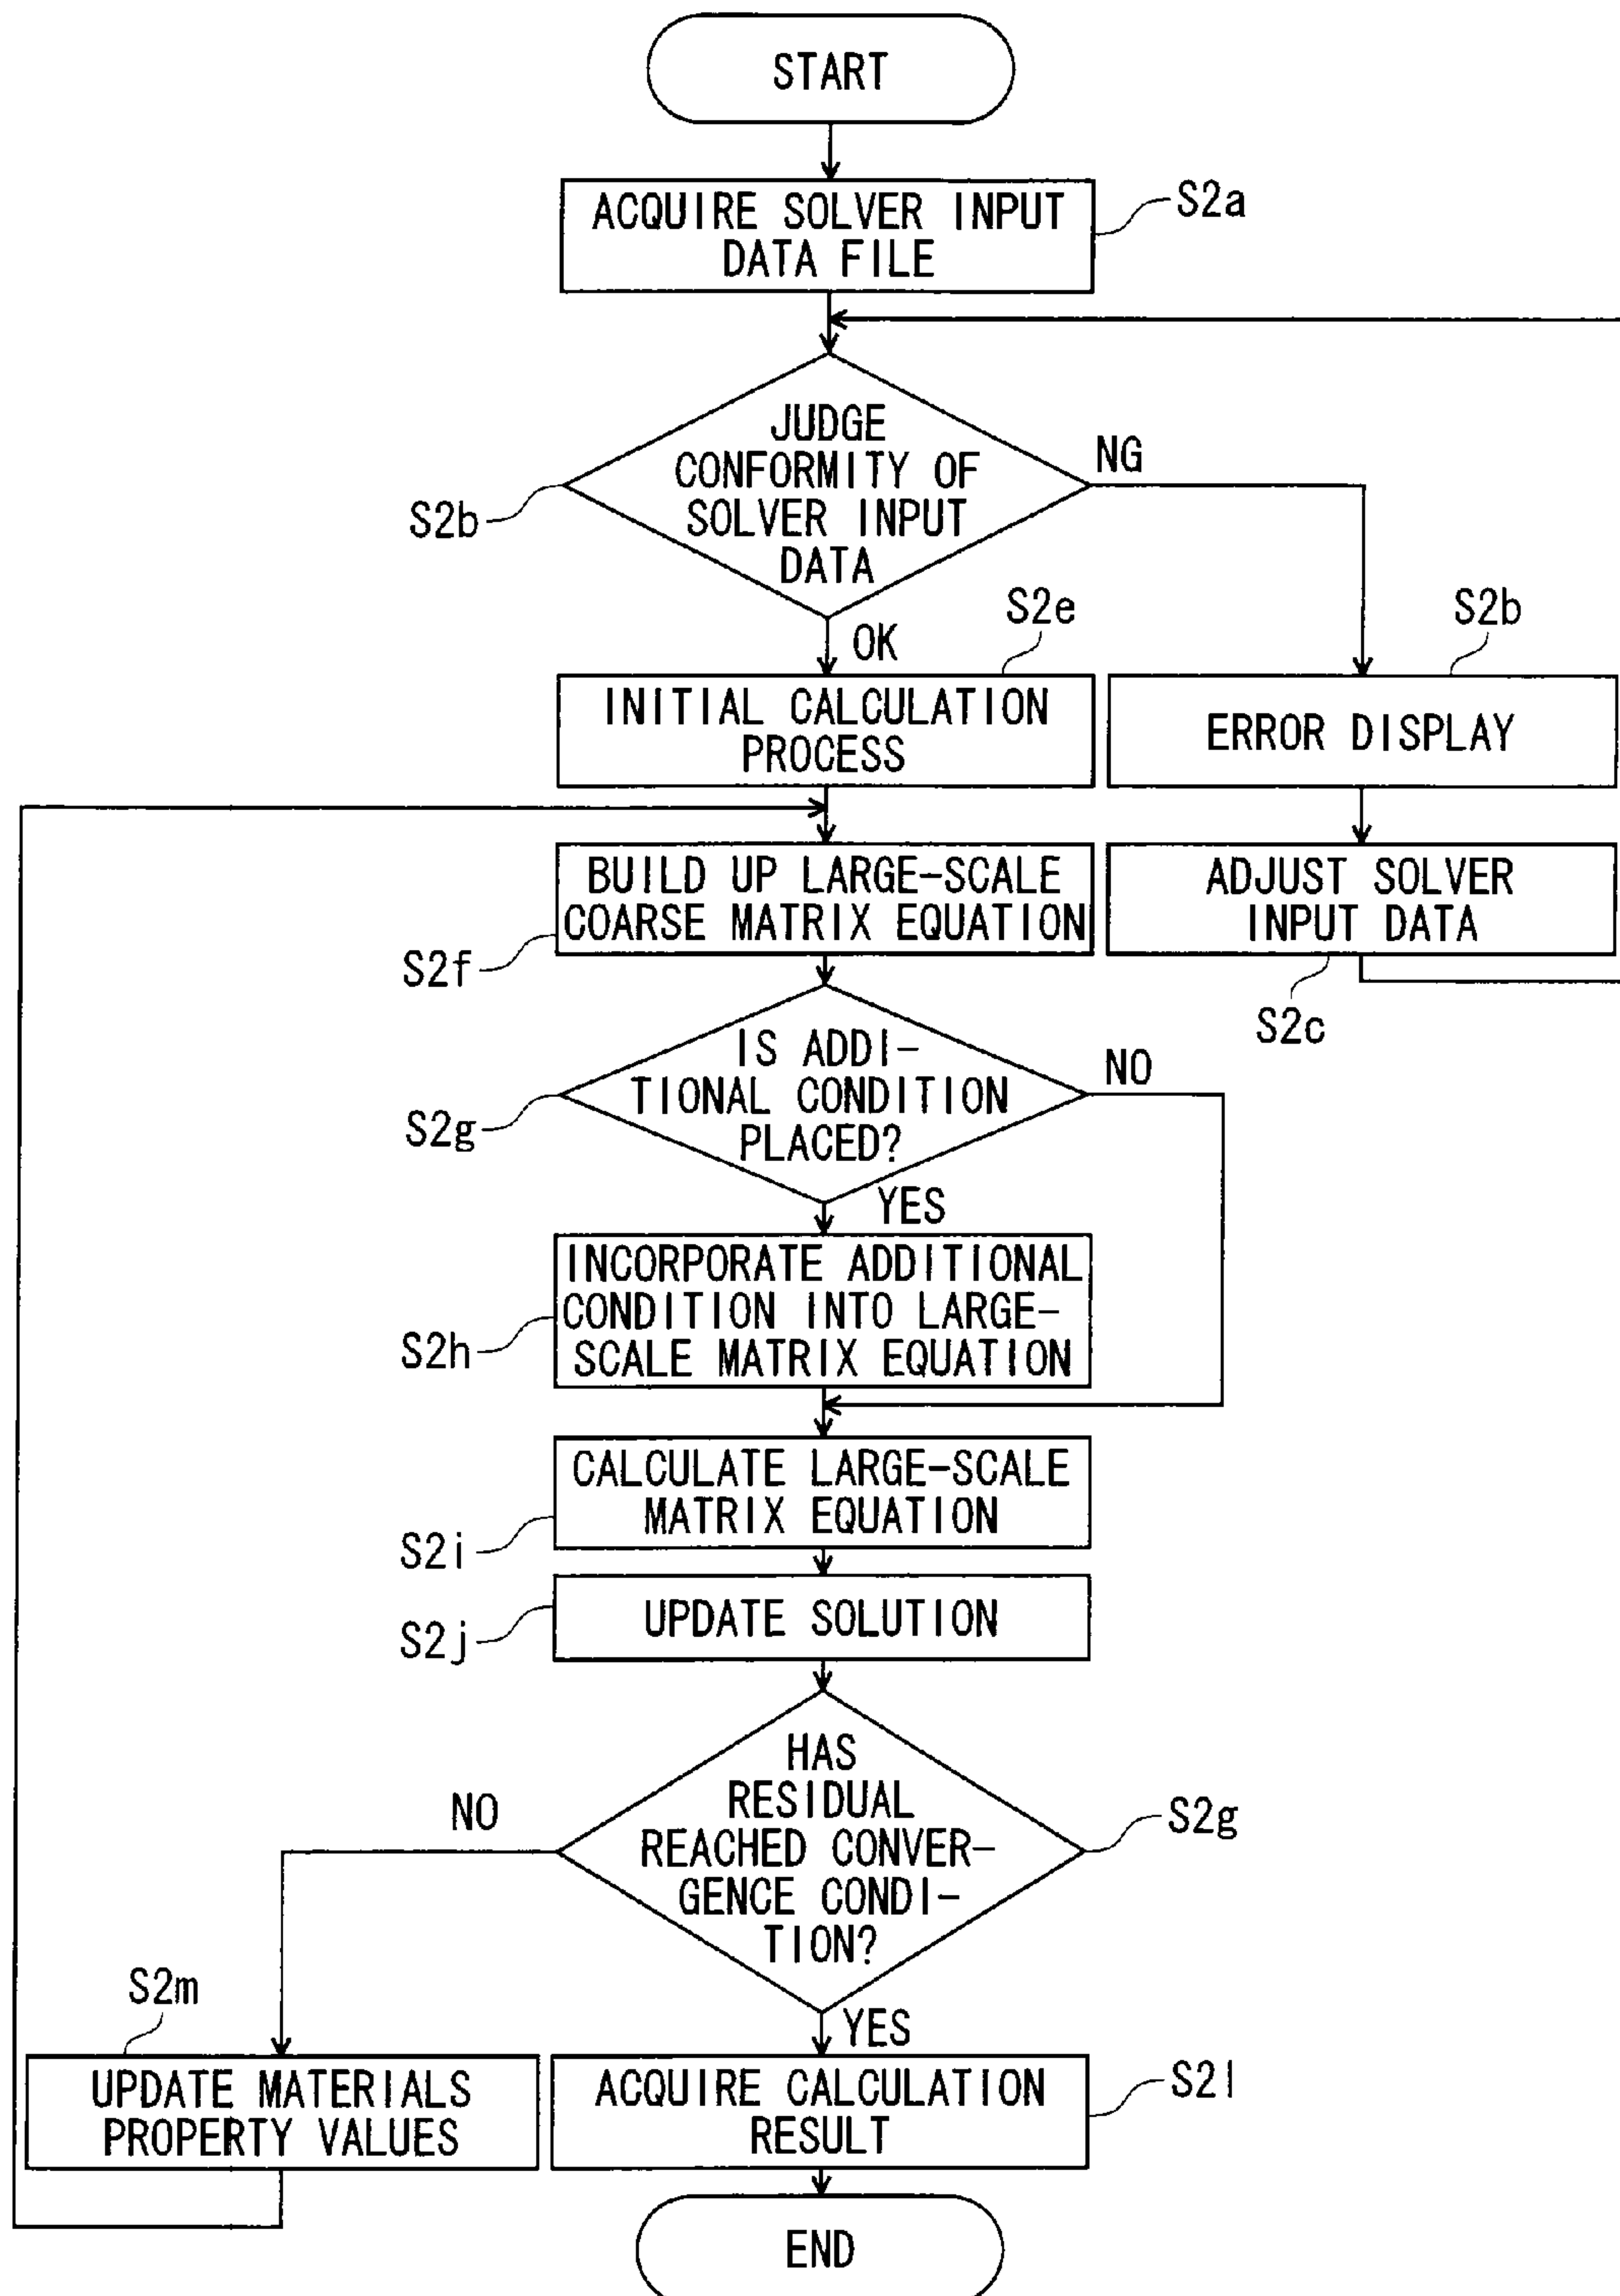 START
ACQUIRE SOLVER INPUT
DATA FILE
S2a
JUDGE
CONFORMITY OF
SOLVER INPUT
DATA
NG
S2b
OK
S2e
S2b
INITIAL CALCULATION
PROCESS
ERROR DISPLAY
BUILD UP LARGE-SCALE
COARSE MATRIX EQUATION
S2f
ADJUST SOLVER
INPUT DATA
S2c
IS ADDI-
TIONAL CONDITION
PLACED?
NO
S2g
YES
INCORPORATE ADDITIONAL
CONDITION INTO LARGE-
SCALE MATRIX EQUATION
S2h
CALCULATE LARGE-SCALE
MATRIX EQUATION
S2i
UPDATE SOLUTION
S2j
HAS
RESIDUAL
REACHED CONVER-
GENCE CONDI-
TION?
NO
S2g
S2m
YES
UPDATE MATERIALS
PROPERTY VALUES
ACQUIRE CALCULATION
RESULT
S2l
END